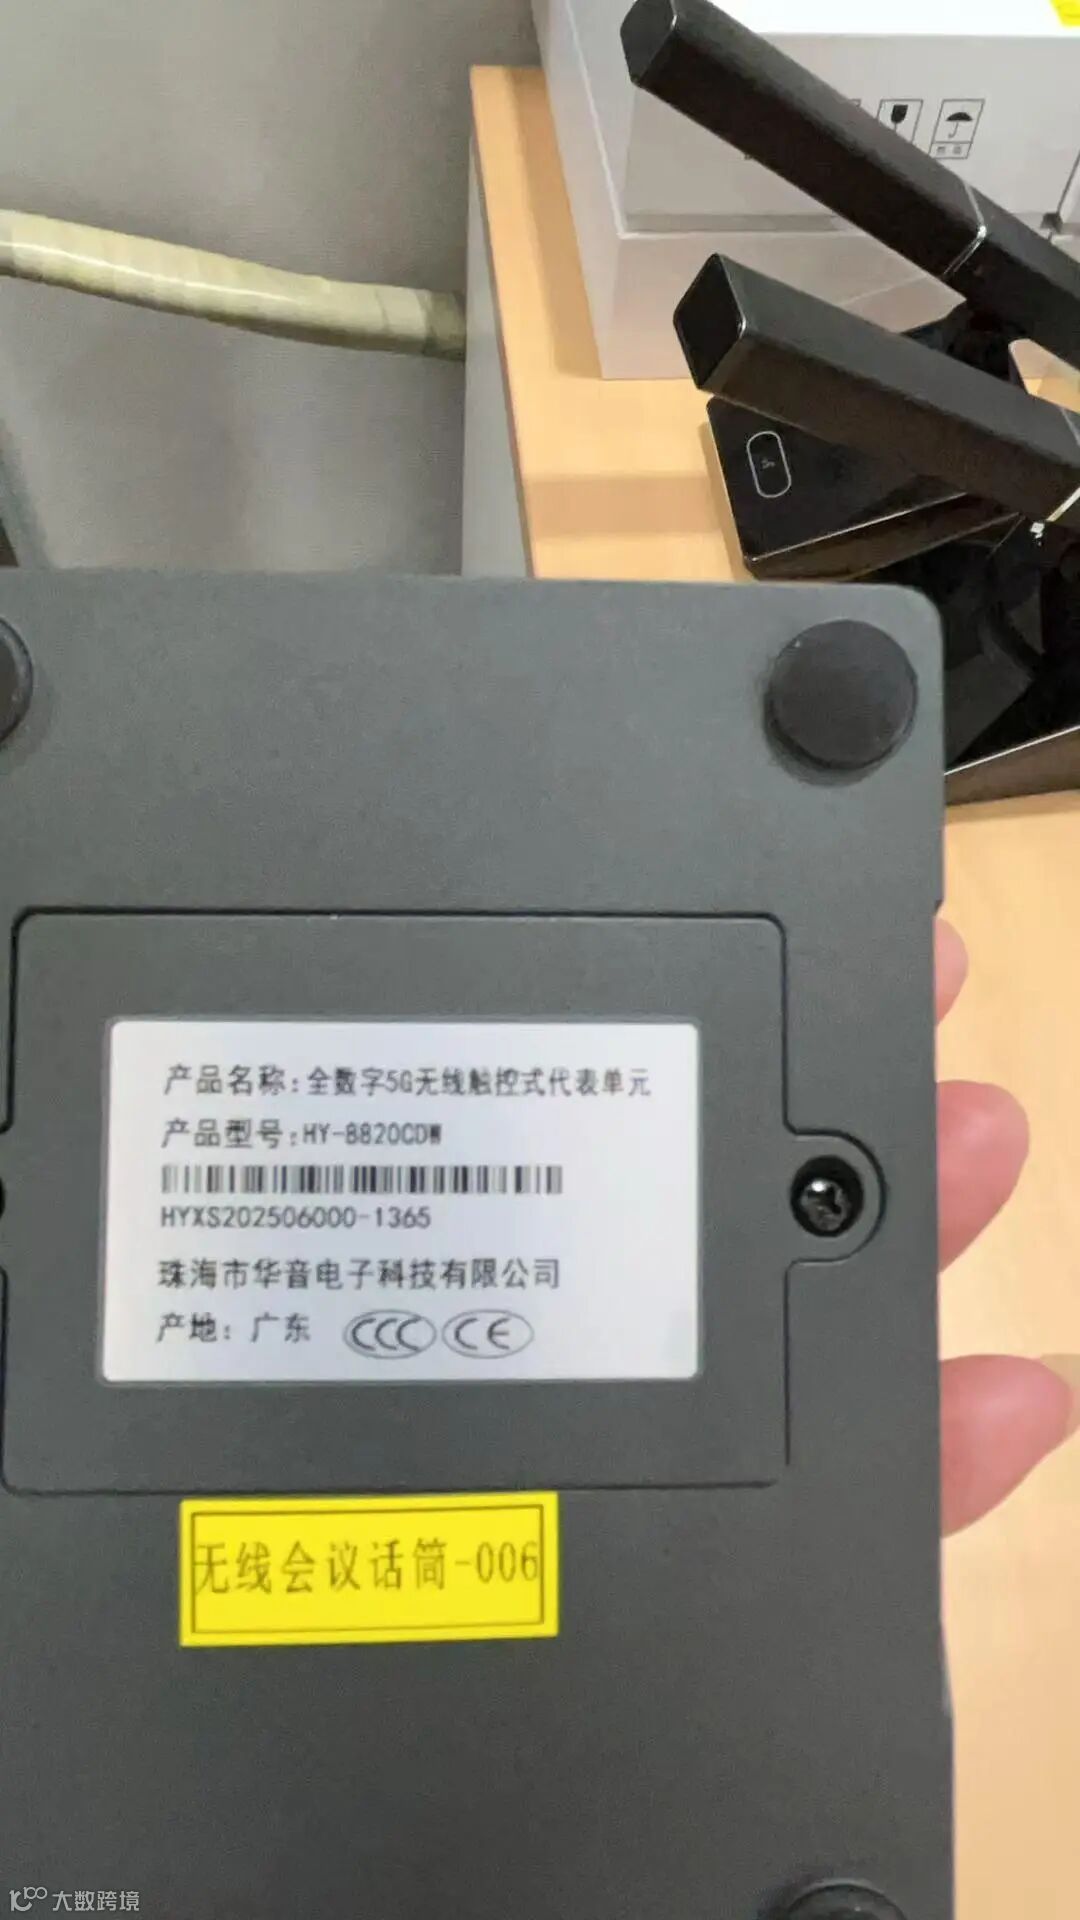 产品名称：全数字5G无线触控式代表单元
产品型号：HY-8820CDW
HYXS202506000-1365
珠海市华音电子科技有限公司
产地：广东 CCC CE
无线会议话筒-006
大数跨境